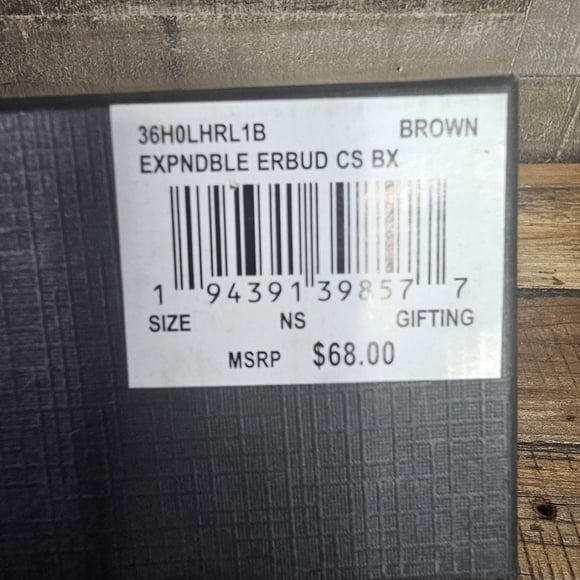 36H0LHRL1B BROWN
EXPNDBLE ERBUD CS BX
1 94391 39857 7
SIZE NS GIFTING
MSRP $68.00